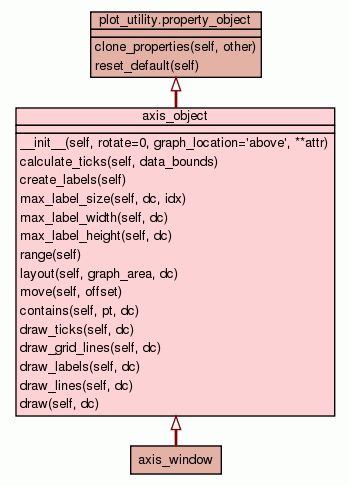 plot_utility.property_object
clone_properties(self, other)
reset_default(self)
axis_object
__init__(self, rotate=0, graph_location='above', **attr)
calculate_ticks(self, data_bounds)
create_labels(self)
max_label_size(self, dc, idx)
max_label_width(self, dc)
max_label_height(self, dc)
range(self)
layout(self, graph_area, dc)
move(self, offset)
contains(self, pt, dc)
draw_ticks(self, dc)
draw_grid_lines(self, dc)
draw_labels(self, dc)
draw_lines(self, dc)
draw(self, dc)
axis_window